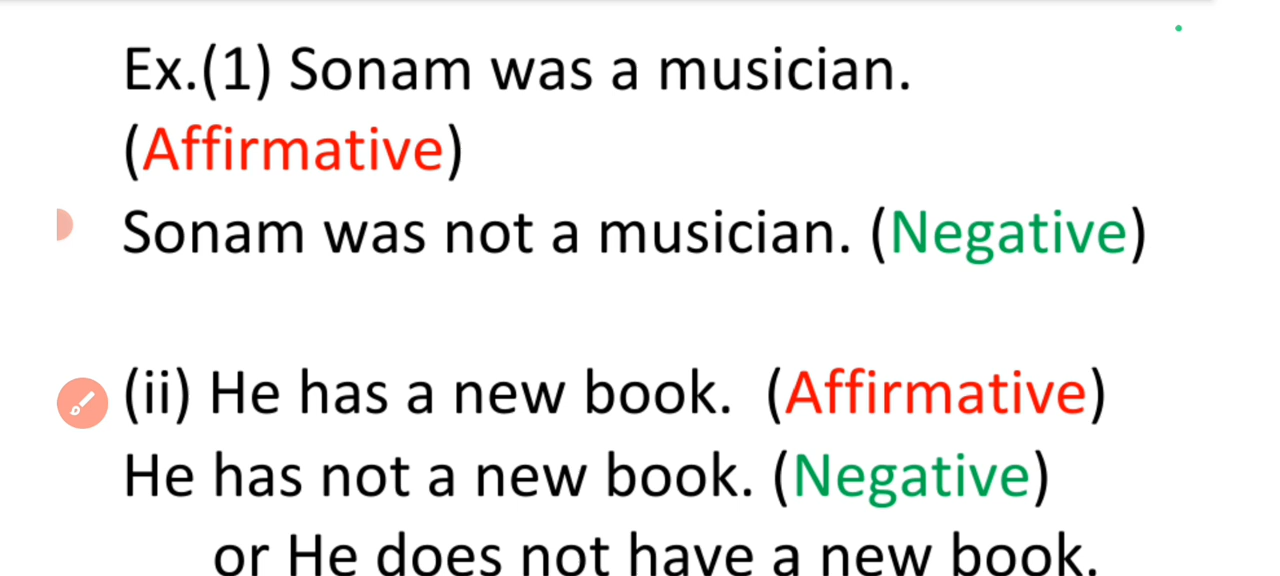 Ex.(1) Sonam was a musician.
(Affirmative)
Sonam was not a musician. (Negative)
(ii) He has a new book. (Affirmative)
He has not a new book. (Negative)
or He does not have a new book.